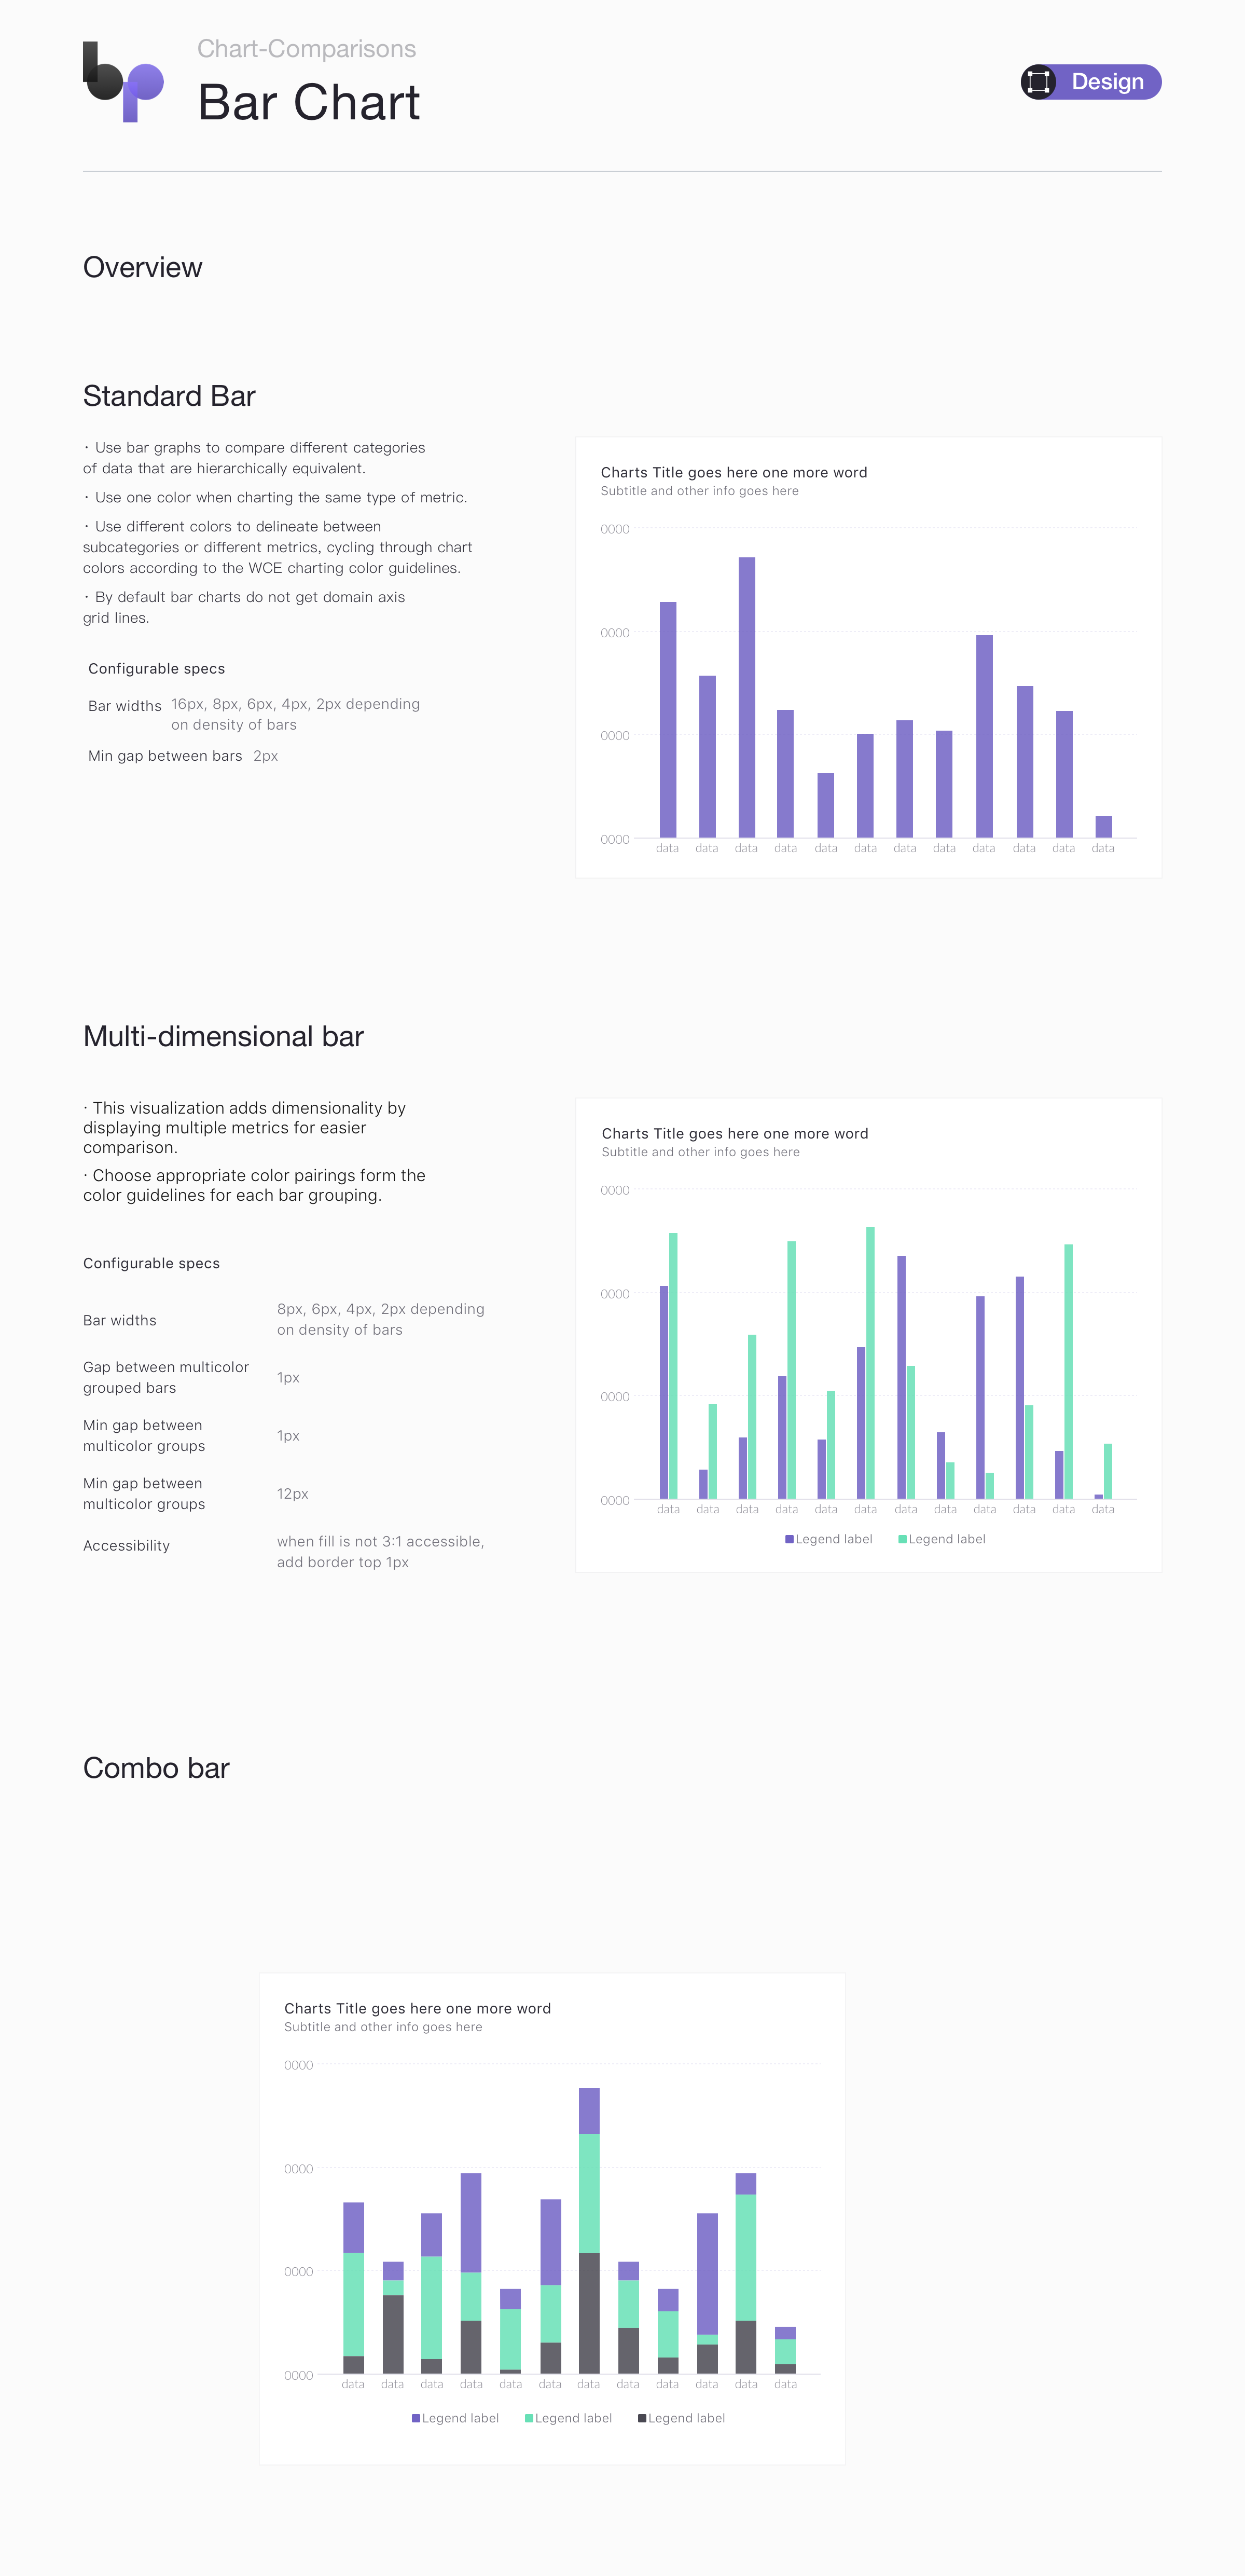 bp
Chart-Comparisons
Bar Chart
Design
Overview
Standard Bar
· Use bar graphs to compare different categories
of data that are hierarchically equivalent.
· Use one color when charting the same type of metric.
· Use different colors to delineate between
subcategories or different metrics, cycling through chart
colors according to the WCE charting color guidelines.
· By default bar charts do not get domain axis
grid lines.
Configurable specs
Bar widths 16px, 8px, 6px, 4px, 2px depending
on density of bars
Min gap between bars 2px
Charts Title goes here one more word
Subtitle and other info goes here
0000
0000
0000
0000
data data data data data data data data data data data data
Multi-dimensional bar
· This visualization adds dimensionality by
displaying multiple metrics for easier
comparison.
· Choose appropriate color pairings form the
color guidelines for each bar grouping.
Configurable specs
Bar widths
8px, 6px, 4px, 2px depending
on density of bars
Gap between multicolor
grouped bars
1px
Min gap between
multicolor groups
1px
Min gap between
multicolor groups
12px
Accessibility
when fill is not 3:1 accessible,
add border top 1px
Charts Title goes here one more word
Subtitle and other info goes here
0000
0000
0000
0000
data data data data data data data data data data data data
Legend label Legend label
Combo bar
Charts Title goes here one more word
Subtitle and other info goes here
0000
0000
0000
0000
data data data data data data data data data data data data
Legend label Legend label Legend label